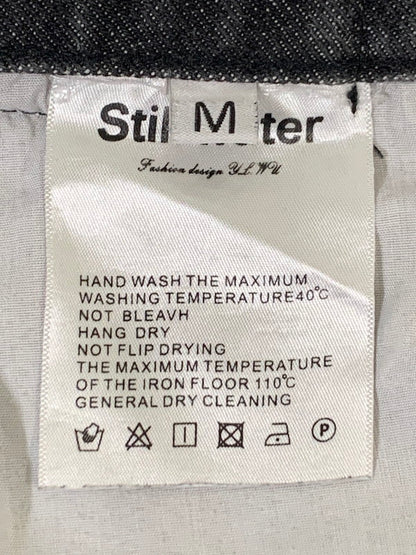 M
Stil ter
Fashion design YL.WU
HAND WASH THE MAXIMUM
WASHING TEMPERATURE40℃
NOT BLEAVH
HANG DRY
NOT FLIP DRYING
THE MAXIMUM TEMPERATURE
OF THE IRON FLOOR 110℃
GENERAL DRY CLEANING
P